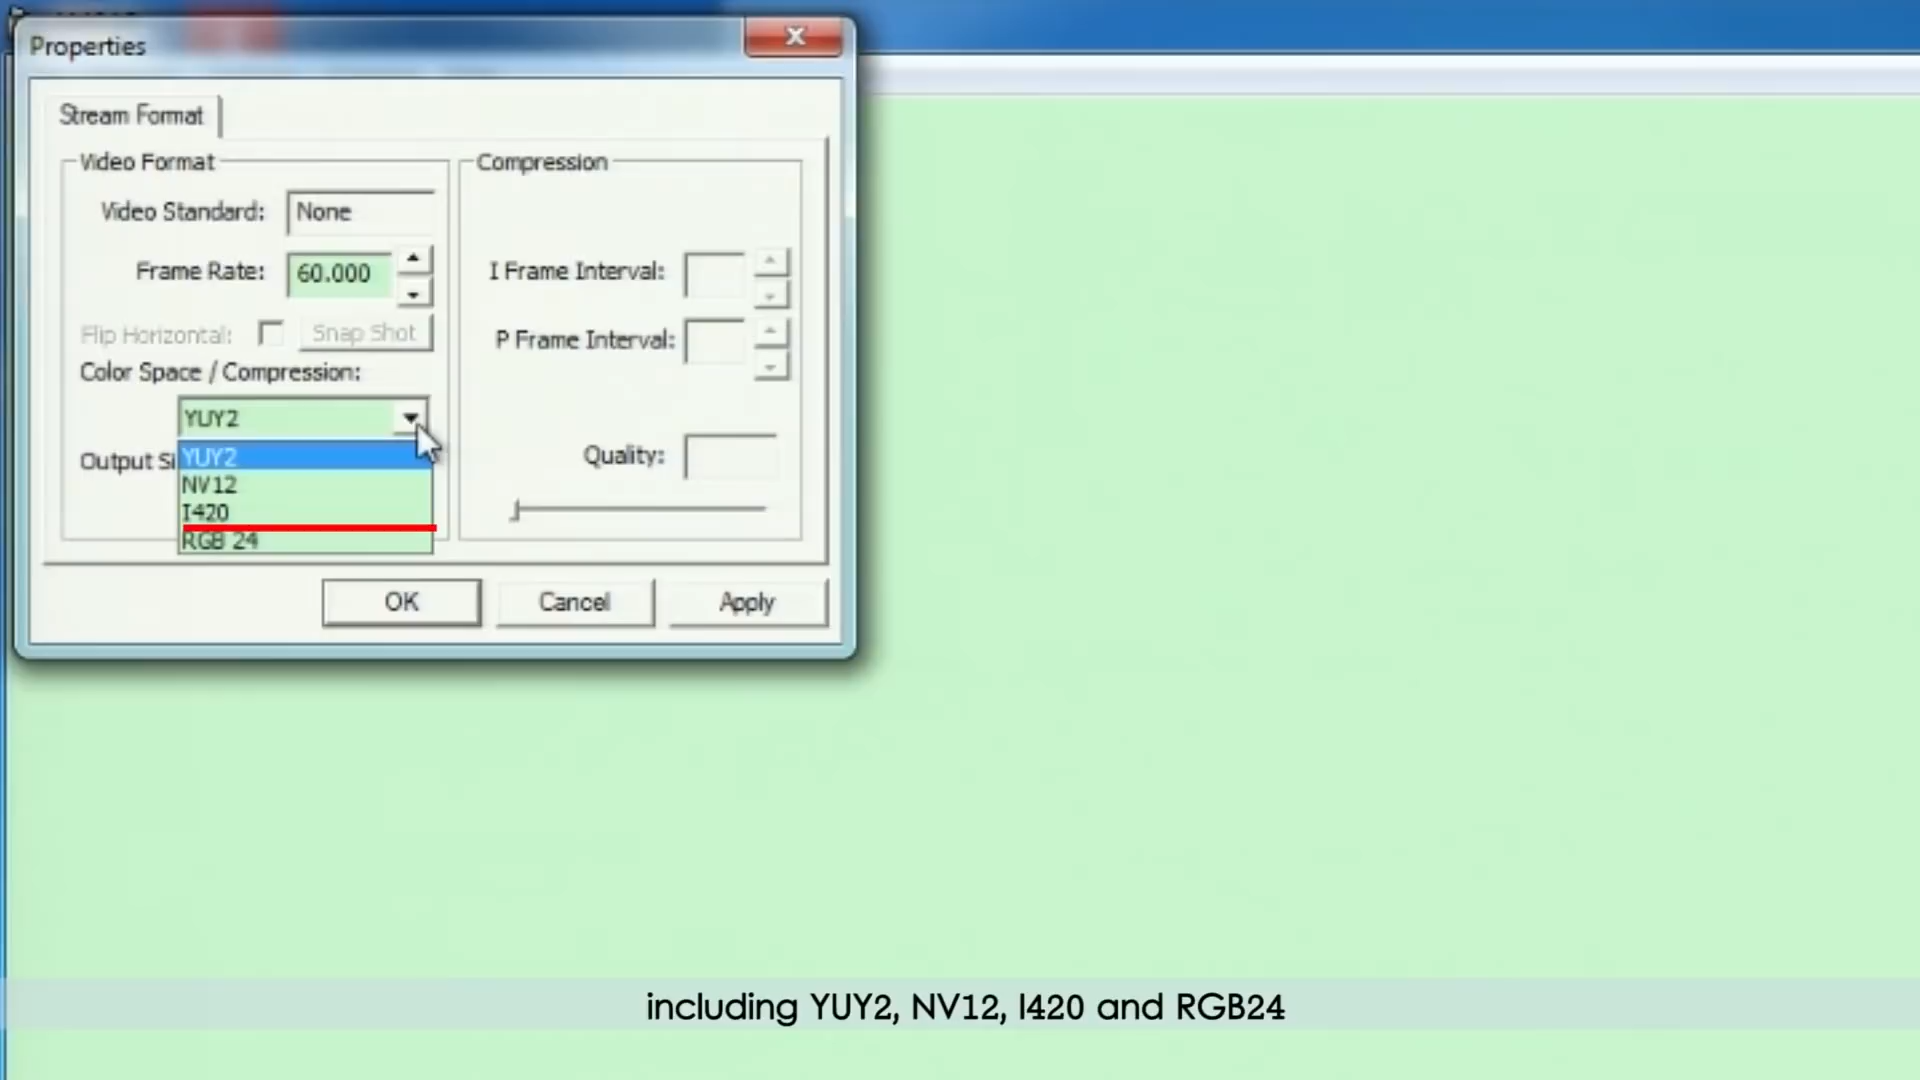 Properties
Stream Format
Video Format
Video Standard: None
Frame Rate: 60.000
Flip Horizontal: Snap Shot
Color Space / Compression:
YUY2
YUY2
NV12
I420
RGB 24
Output Si
Compression
I Frame Interval:
P Frame Interval:
Quality:
OK Cancel Apply
including YUY2, NV12, I420 and RGB24